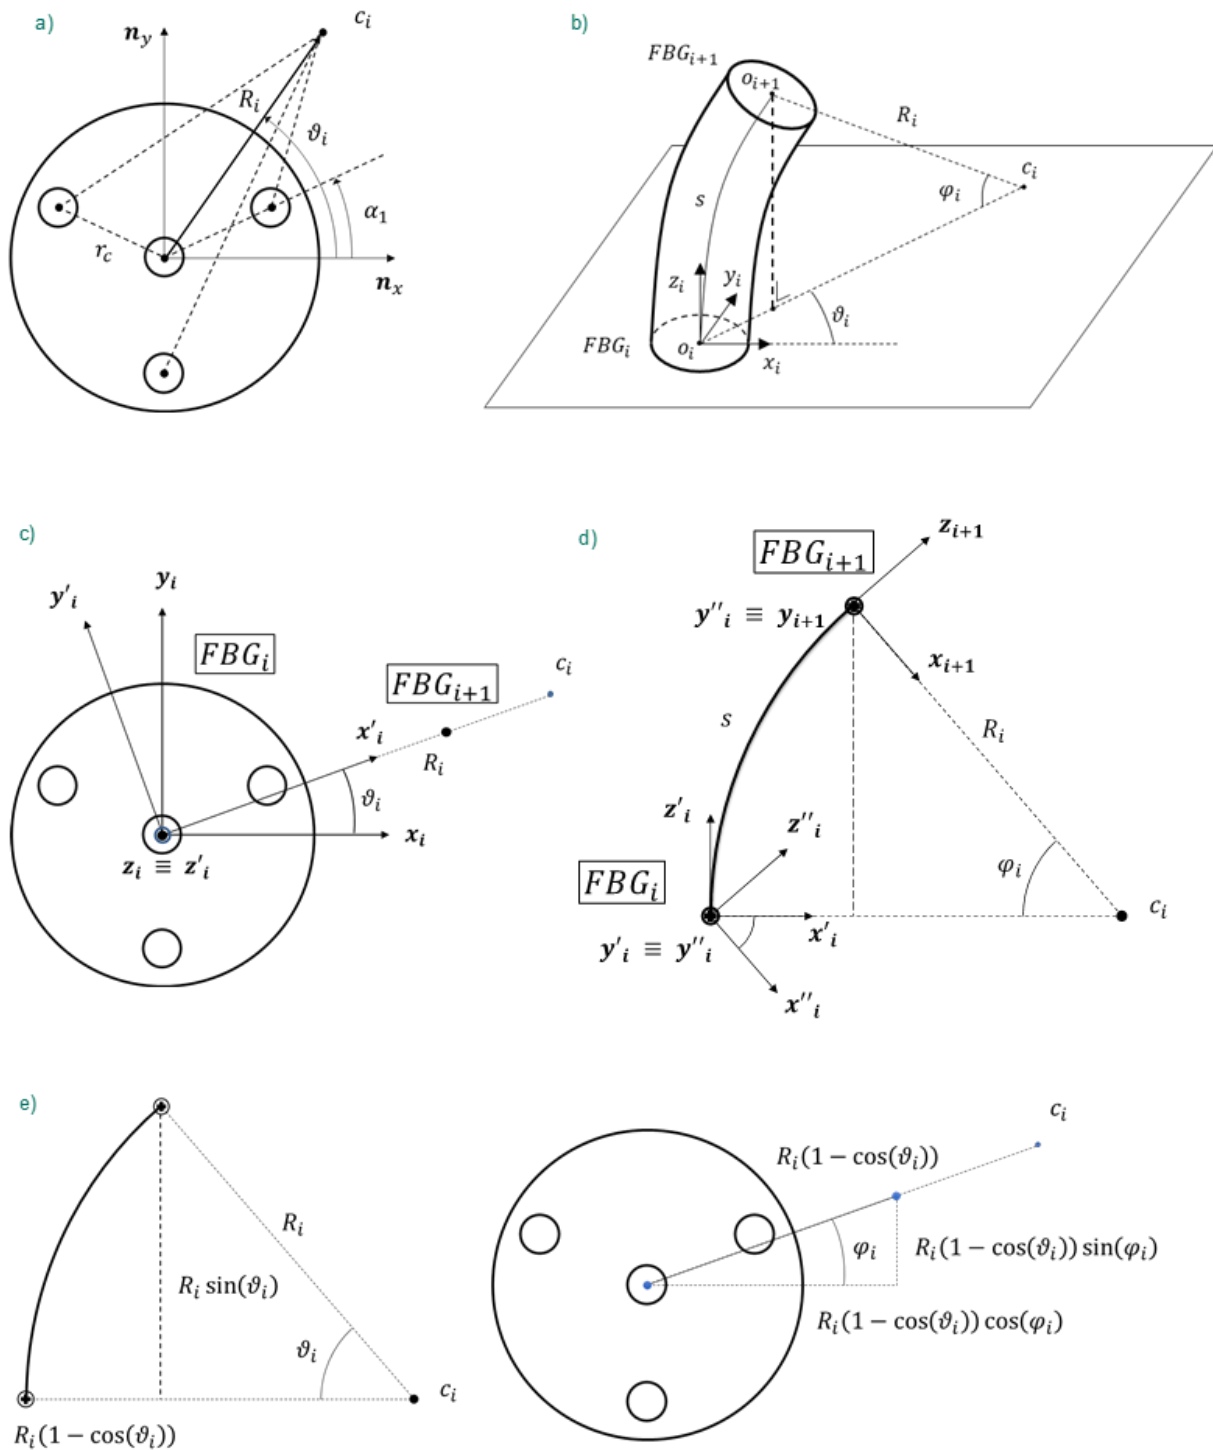 a)
c_i
n_y
R_i
ϑ_i
α_1
r_c
n_x
b)
FBG_{i+1}
o_{i+1}
R_i
c_i
φ_i
s
z_i
y_i
ϑ_i
FBG_i
o_i
x_i
c)
y_i
y'_i
FBG_i
c_i
FBG_{i+1}
x'_i
R_i
ϑ_i
x_i
z_i ≡ z'_i
d)
z_{i+1}
FBG_{i+1}
y''_i ≡ y_{i+1}
x_{i+1}
s
R_i
z'_i
z''_i
φ_i
FBG_i
c_i
x'_i
y'_i ≡ y''_i
x''_i
e)
R_i
R_i sin(ϑ_i)
ϑ_i
c_i
R_i(1 − cos(ϑ_i))
c_i
R_i(1 − cos(ϑ_i))
φ_i
R_i(1 − cos(ϑ_i)) sin(φ_i)
R_i(1 − cos(ϑ_i)) cos(φ_i)